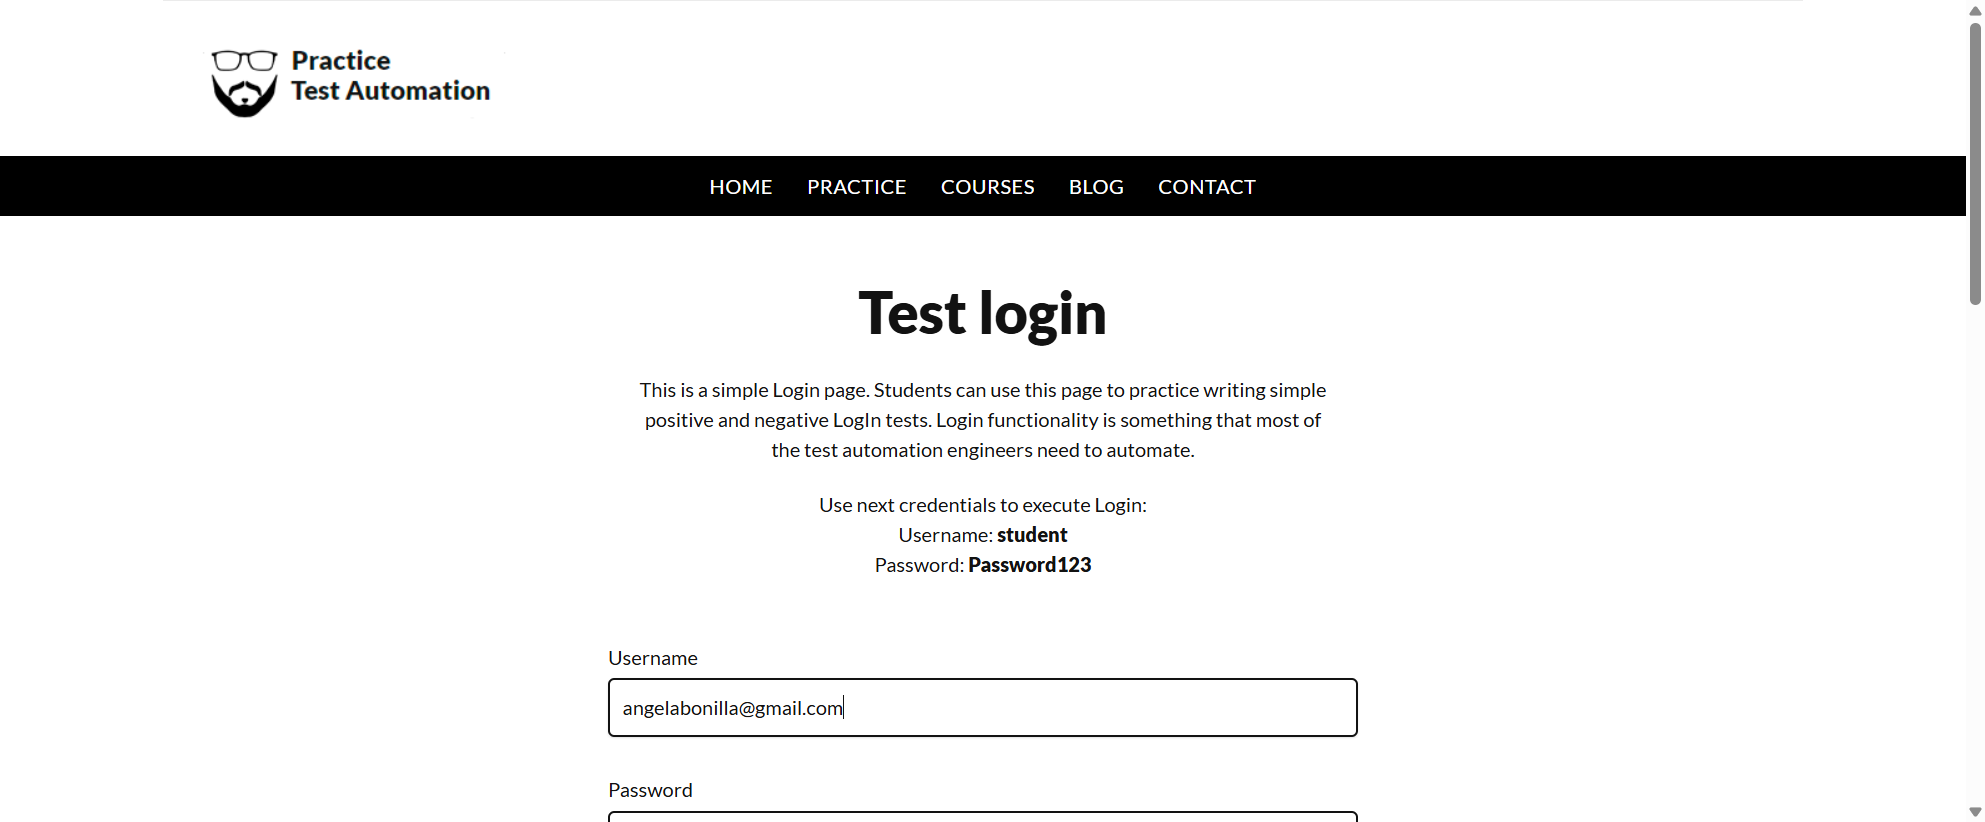 Practice
Test Automation
HOME PRACTICE COURSES BLOG CONTACT
Test login
This is a simple Login page. Students can use this page to practice writing simple
positive and negative LogIn tests. Login functionality is something that most of
the test automation engineers need to automate.
Use next credentials to execute Login:
Username: student
Password: Password123
Username
angelabonilla@gmail.com
Password